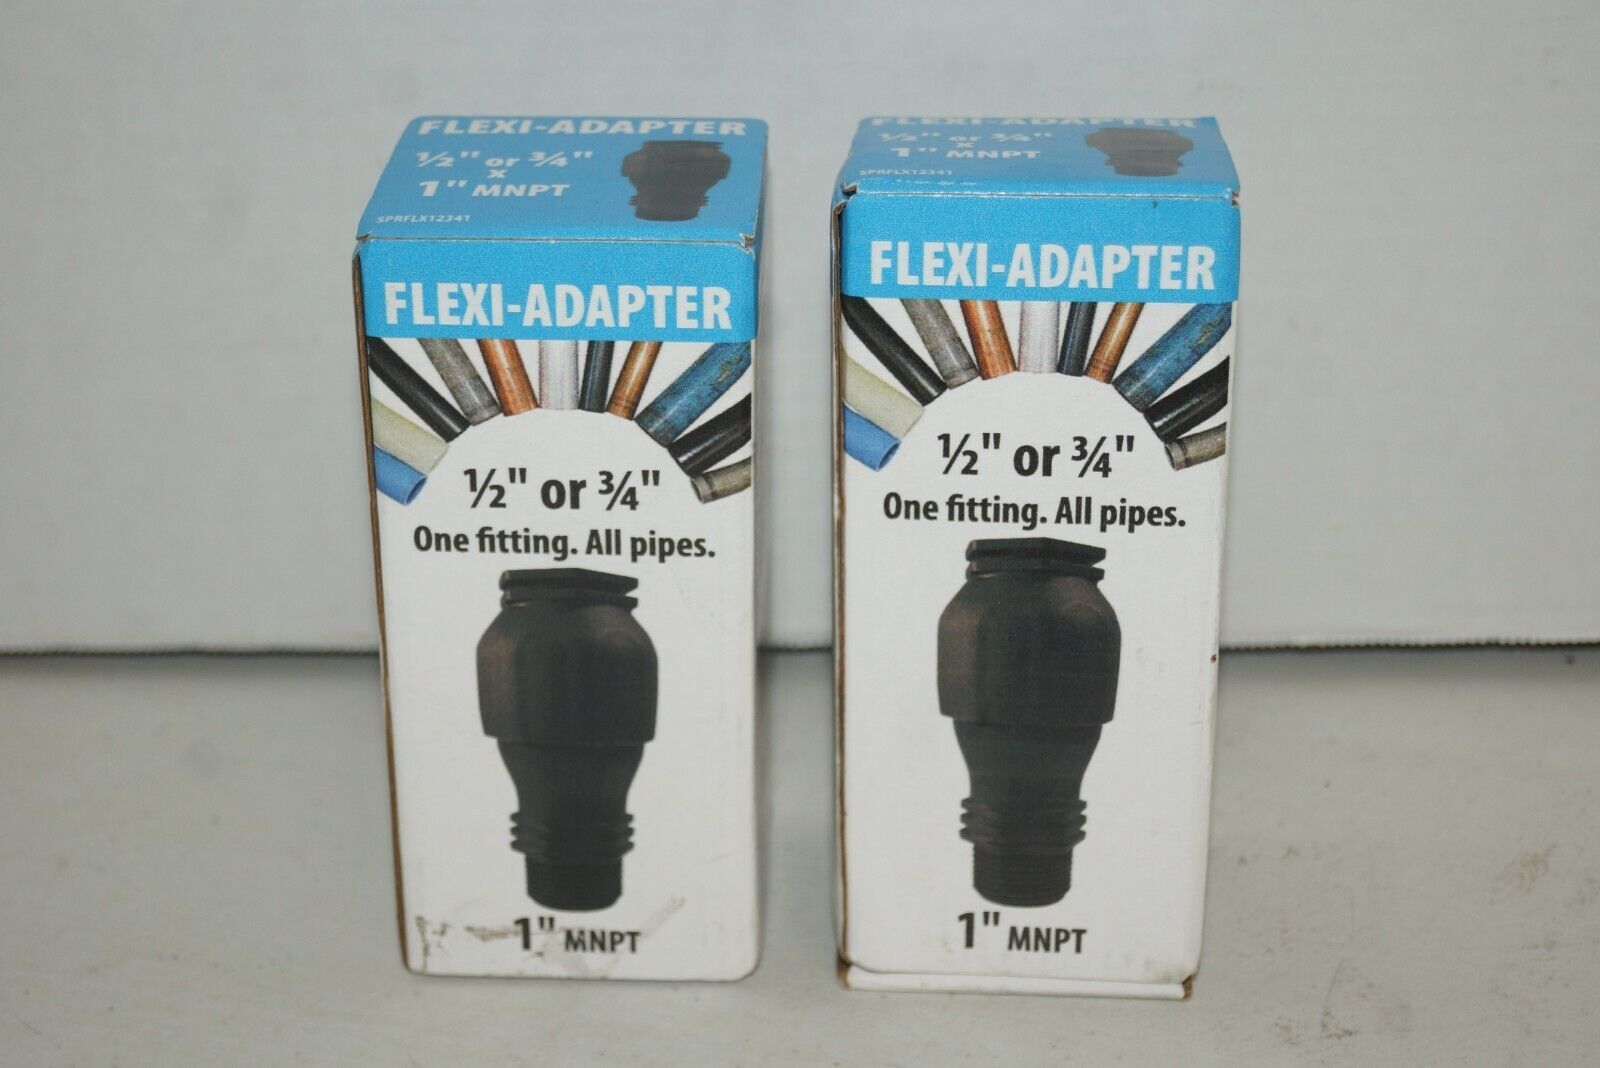 FLEXI-ADAPTER
1/2" or 3/4"
x
1" MNPT
SPRFLX12341
FLEXI-ADAPTER
½" or ¾"
One fitting. All pipes.
1" MNPT
FLEXI-ADAPTER
1/2" or 3/4"
x
1" MNPT
SPRFLX12341
FLEXI-ADAPTER
½" or ¾"
One fitting. All pipes.
1" MNPT